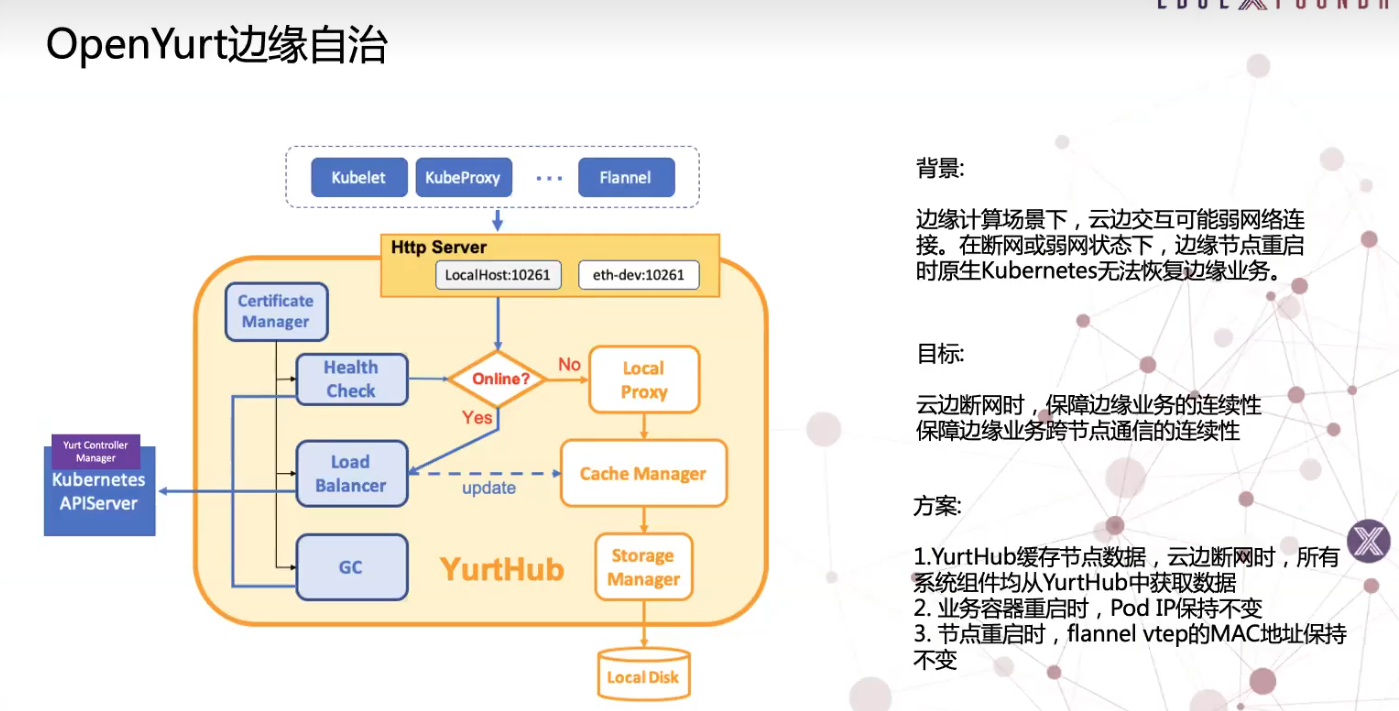 OpenYurt边缘自治
Kubelet
KubeProxy
...
Flannel
Http Server
LocalHost:10261
eth-dev:10261
Certificate
Manager
Health
Check
Online?
No
Yes
Local
Proxy
Load
Balancer
update
Cache Manager
GC
YurtHub
Storage
Manager
Local Disk
Yurt Controller
Manager
Kubernetes
APIServer
背景:
边缘计算场景下，云边交互可能弱网络连
接。在断网或弱网状态下，边缘节点重启
时原生Kubernetes无法恢复边缘业务。
目标:
云边断网时，保障边缘业务的连续性
保障边缘业务跨节点通信的连续性
方案:
1.YurtHub缓存节点数据，云边断网时，所有
系统组件均从YurtHub中获取数据
2. 业务容器重启时，Pod IP保持不变
3. 节点重启时，flannel vtep的MAC地址保持
不变